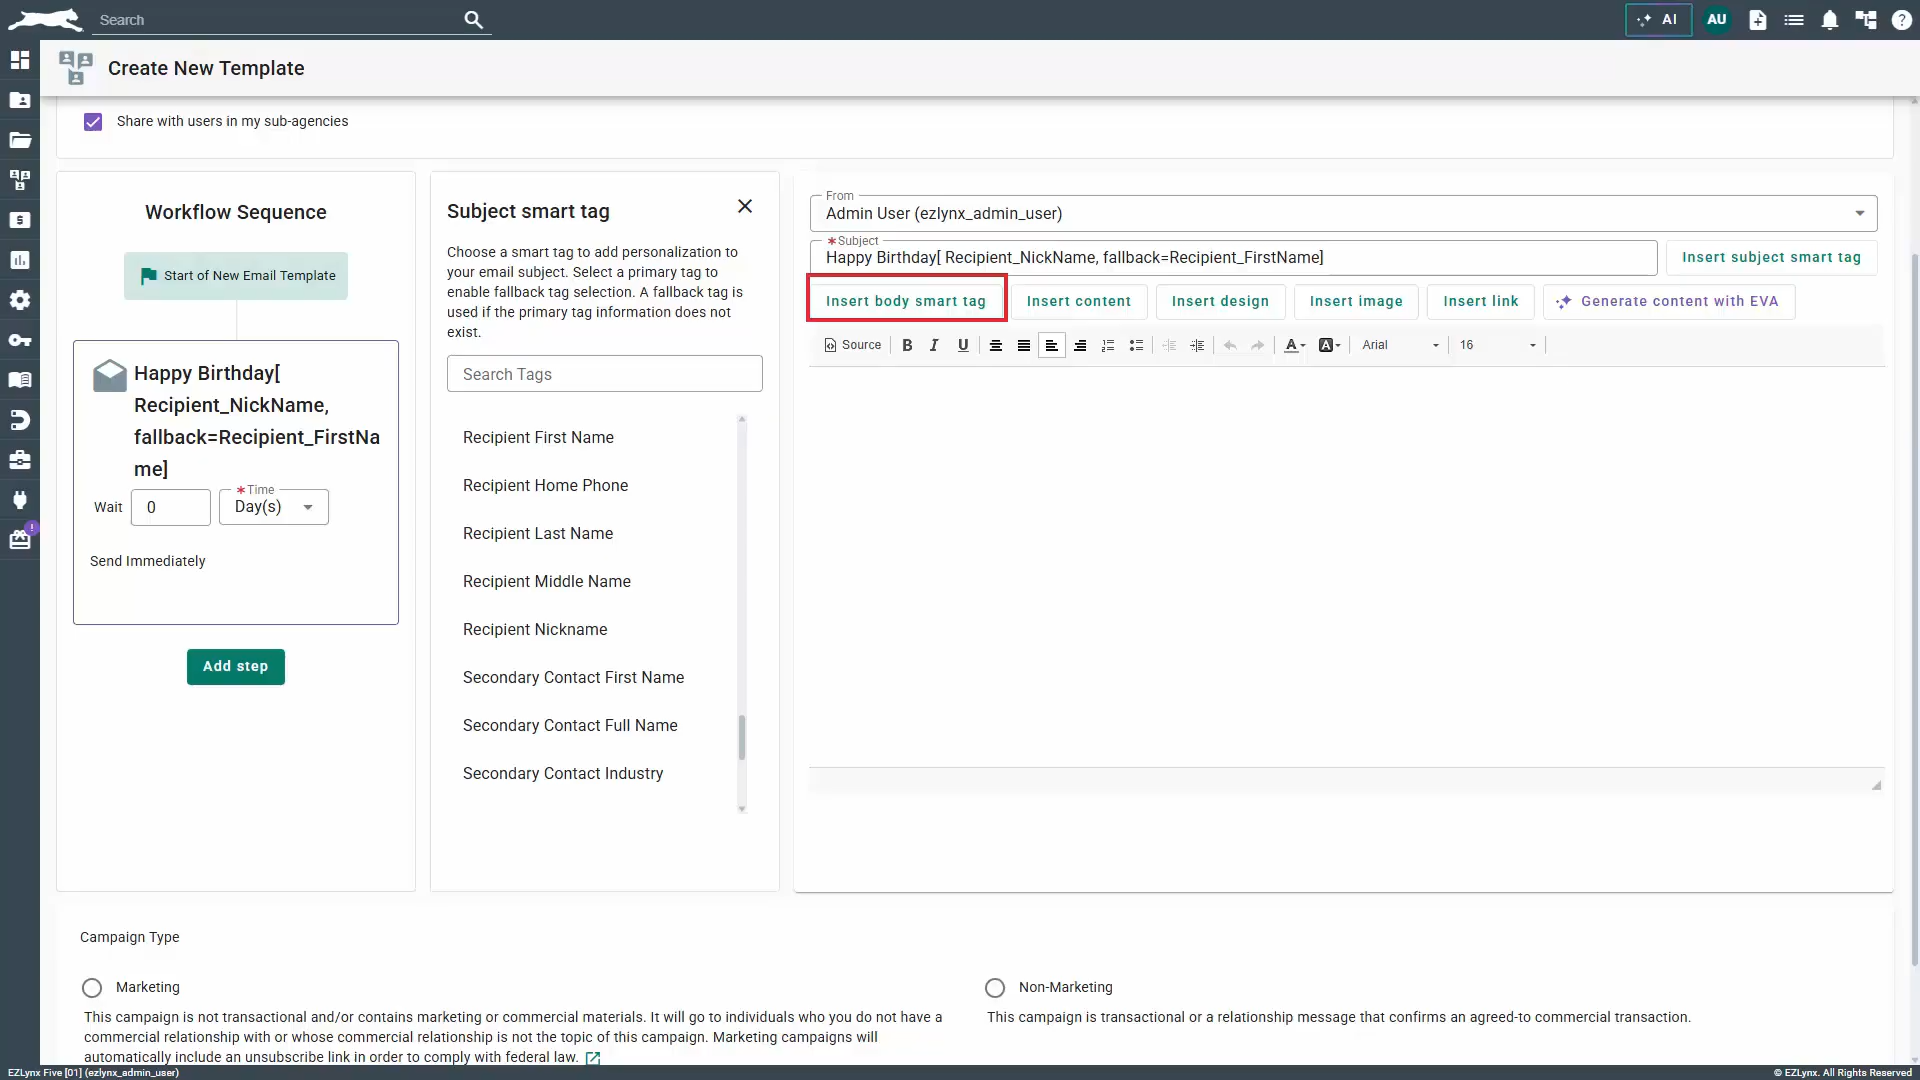 Search
AI
AU
Create New Template
Share with users in my sub-agencies
Workflow Sequence
Start of New Email Template
Happy Birthday[
Recipient_NickName,
fallback=Recipient_FirstNa
me]
Wait
0
*Time
Day(s)
Send Immediately
Add step
Subject smart tag
Choose a smart tag to add personalization to
your email subject. Select a primary tag to
enable fallback tag selection. A fallback tag is
used if the primary tag information does not
exist.
Search Tags
Recipient First Name
Recipient Home Phone
Recipient Last Name
Recipient Middle Name
Recipient Nickname
Secondary Contact First Name
Secondary Contact Full Name
Secondary Contact Industry
From
Admin User (ezlynx_admin_user)
*Subject
Happy Birthday[ Recipient_NickName, fallback=Recipient_FirstName]
Insert subject smart tag
Insert body smart tag
Insert content
Insert design
Insert image
Insert link
Generate content with EVA
Source
B
I
U
A
A
Arial
16
Campaign Type
Marketing
This campaign is not transactional and/or contains marketing or commercial materials. It will go to individuals who you do not have a
commercial relationship with or whose commercial relationship is not the topic of this campaign. Marketing campaigns will
automatically include an unsubscribe link in order to comply with federal law.
Non-Marketing
This campaign is transactional or a relationship message that confirms an agreed-to commercial transaction.
EZLynx Five [01] (ezlynx_admin_user)
© EZLynx. All Rights Reserved